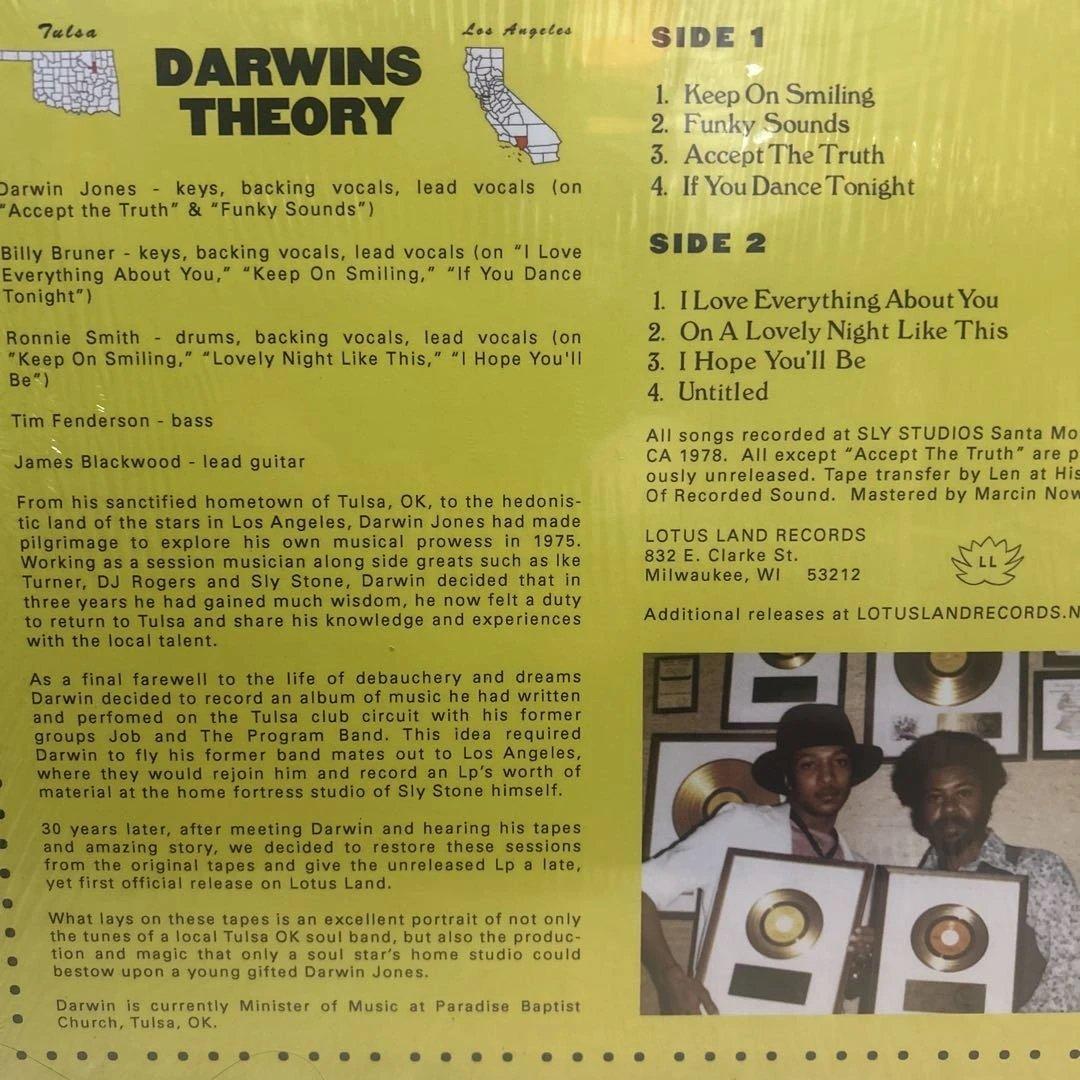 Tulsa
DARWINS
THEORY
Los Angeles
Darwin Jones - keys, backing vocals, lead vocals (on
"Accept the Truth" & "Funky Sounds")
Billy Bruner - keys, backing vocals, lead vocals (on "I Love
Everything About You," "Keep On Smiling," "If You Dance
Tonight")
Ronnie Smith - drums, backing vocals, lead vocals (on
"Keep On Smiling," "Lovely Night Like This," "I Hope You'll
Be")
Tim Fenderson - bass
James Blackwood - lead guitar
From his sanctified hometown of Tulsa, OK, to the hedonis-
tic land of the stars in Los Angeles, Darwin Jones had made
pilgrimage to explore his own musical prowess in 1975.
Working as a session musician along side greats such as Ike
Turner, DJ Rogers and Sly Stone, Darwin decided that in
three years he had gained much wisdom, he now felt a duty
to return to Tulsa and share his knowledge and experiences
with the local talent.
As a final farewell to the life of debauchery and dreams
Darwin decided to record an album of music he had written
and perfomed on the Tulsa club circuit with his former
groups Job and The Program Band. This idea required
Darwin to fly his former band mates out to Los Angeles,
where they would rejoin him and record an Lp's worth of
material at the home fortress studio of Sly Stone himself.
30 years later, after meeting Darwin and hearing his tapes
and amazing story, we decided to restore these sessions
from the original tapes and give the unreleased Lp a late,
yet first official release on Lotus Land.
What lays on these tapes is an excellent portrait of not only
the tunes of a local Tulsa OK soul band, but also the produc-
tion and magic that only a soul star's home studio could
bestow upon a young gifted Darwin Jones.
Darwin is currently Minister of Music at Paradise Baptist
Church, Tulsa, OK.
SIDE 1
1. Keep On Smiling
2. Funky Sounds
3. Accept The Truth
4. If You Dance Tonight
SIDE 2
1. I Love Everything About You
2. On A Lovely Night Like This
3. I Hope You'll Be
4. Untitled
All songs recorded at SLY STUDIOS Santa Mo
CA 1978. All except "Accept The Truth" are p
ously unreleased. Tape transfer by Len at His
Of Recorded Sound. Mastered by Marcin Now
LOTUS LAND RECORDS
832 E. Clarke St.
Milwaukee, WI 53212
LL
Additional releases at LOTUSLANDRECORDS.N